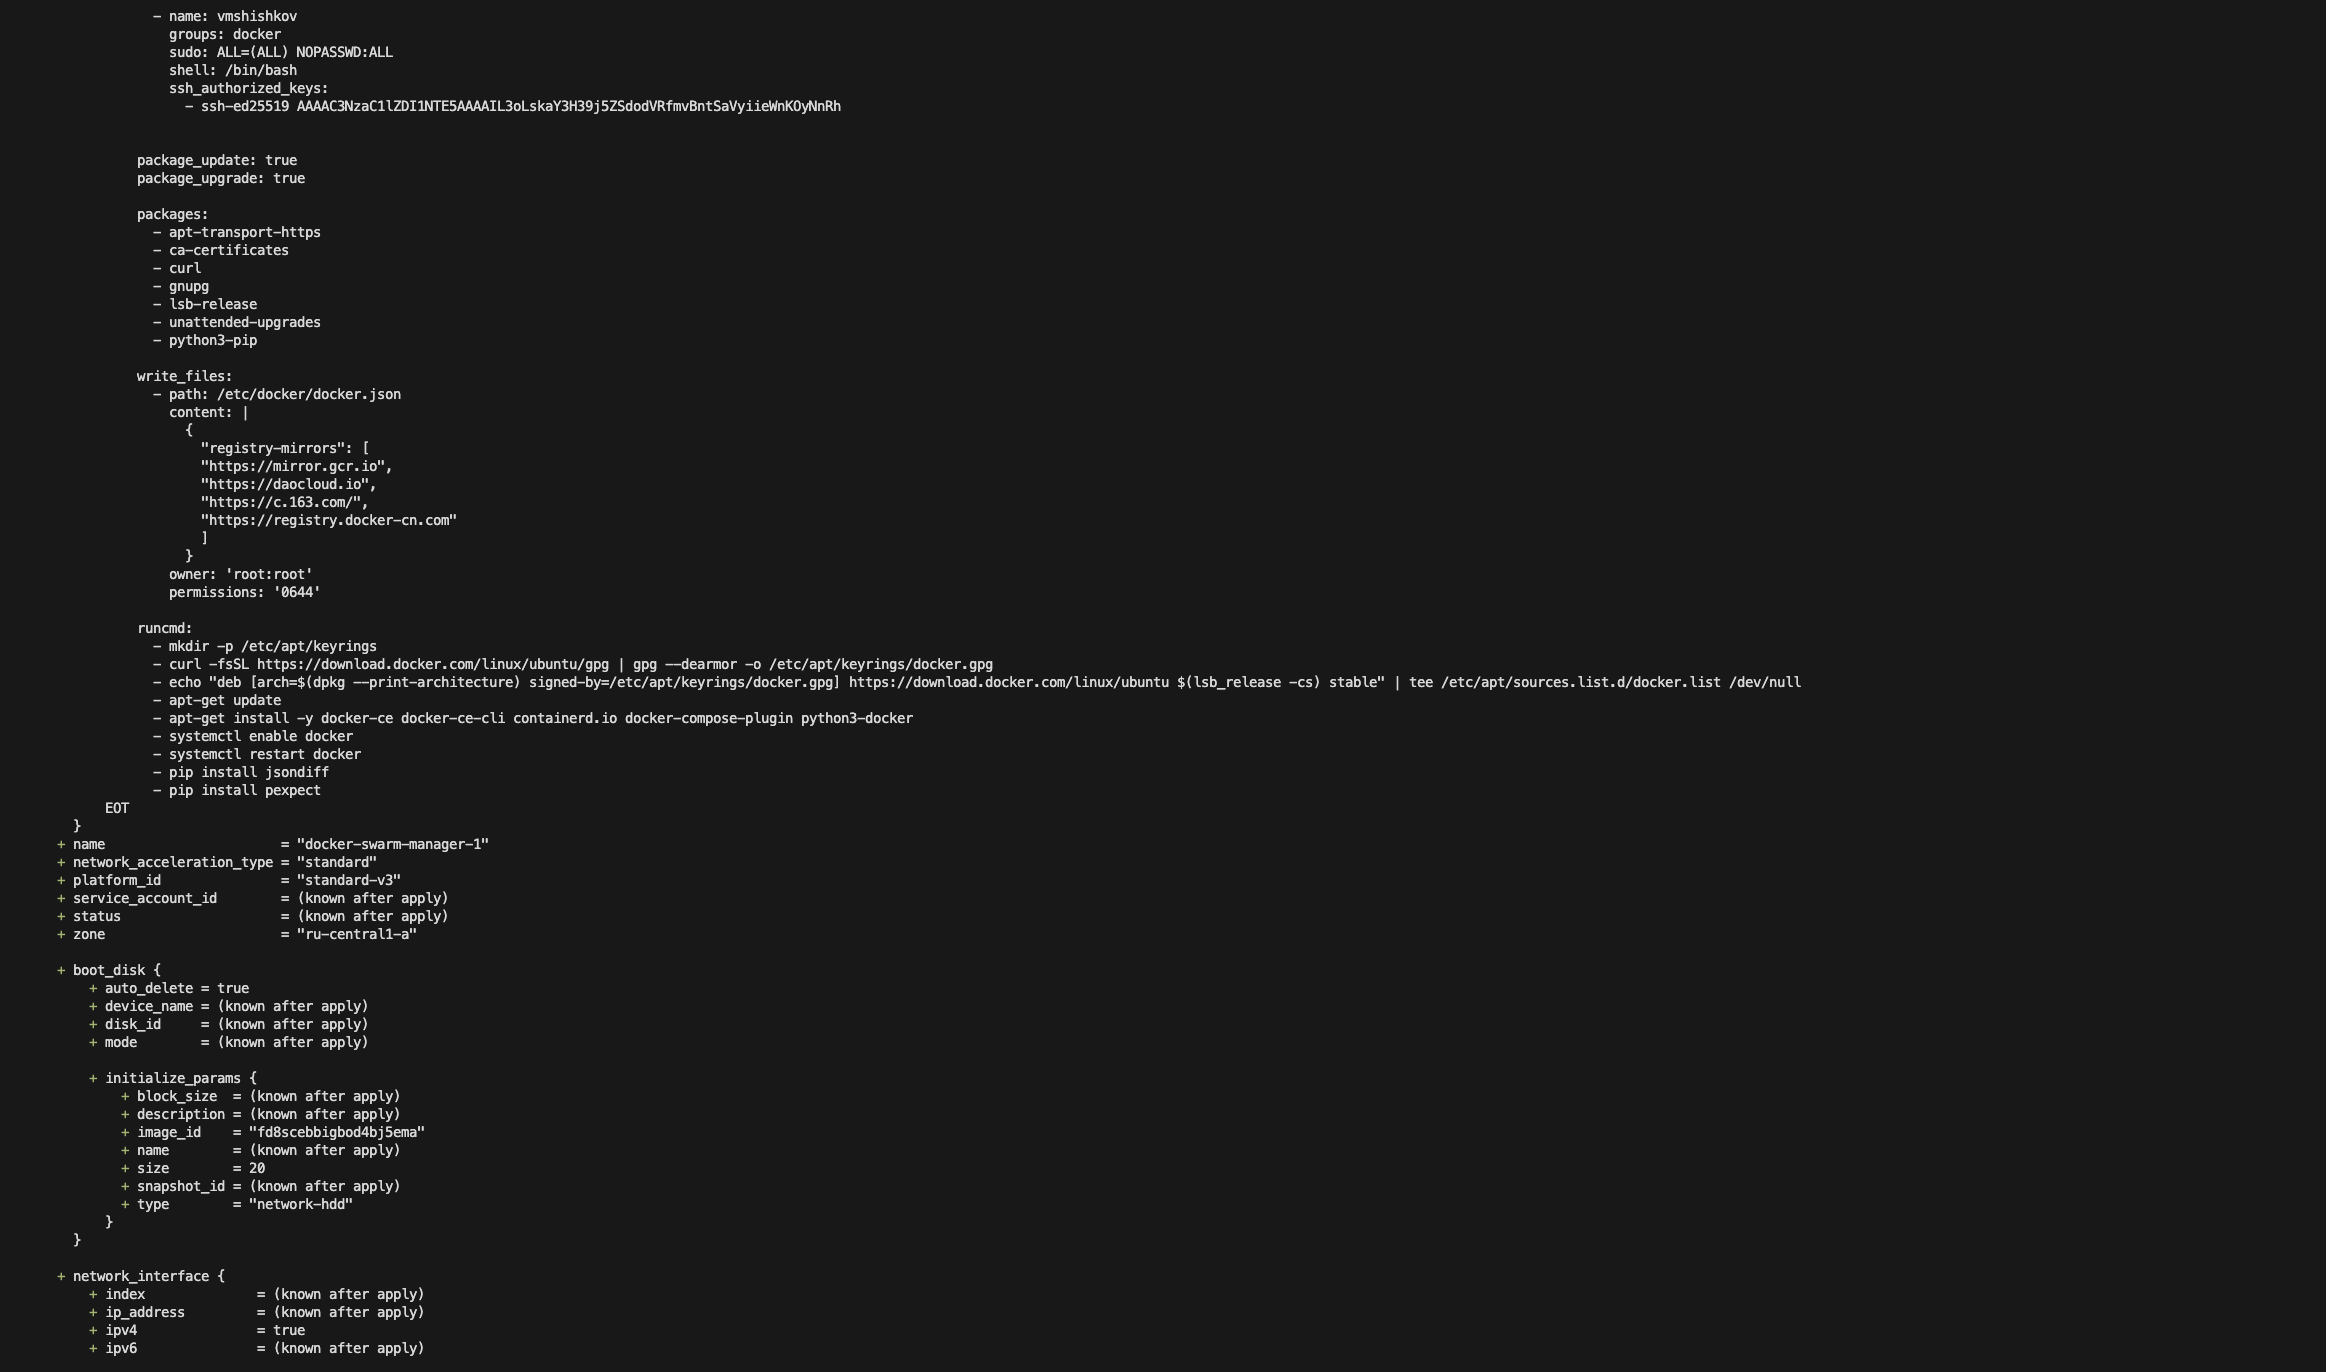 - name: vmshishkov
groups: docker
sudo: ALL=(ALL) NOPASSWD:ALL
shell: /bin/bash
ssh_authorized_keys:
- ssh-ed25519 AAAAC3NzaC1lZDI1NTE5AAAAIL3oLskaY3H39j5ZSdodVRfmvBntSaVyiieWnKOyNnRh
package_update: true
package_upgrade: true
packages:
- apt-transport-https
- ca-certificates
- curl
- gnupg
- lsb-release
- unattended-upgrades
- python3-pip
write_files:
- path: /etc/docker/docker.json
content: |
{
"registry-mirrors": [
"https://mirror.gcr.io",
"https://daocloud.io",
"https://c.163.com/",
"https://registry.docker-cn.com"
]
}
owner: 'root:root'
permissions: '0644'
runcmd:
- mkdir -p /etc/apt/keyrings
- curl -fsSL https://download.docker.com/linux/ubuntu/gpg | gpg --dearmor -o /etc/apt/keyrings/docker.gpg
- echo "deb [arch=$(dpkg --print-architecture) signed-by=/etc/apt/keyrings/docker.gpg] https://download.docker.com/linux/ubuntu $(lsb_release -cs) stable" | tee /etc/apt/sources.list.d/docker.list /dev/null
- apt-get update
- apt-get install -y docker-ce docker-ce-cli containerd.io docker-compose-plugin python3-docker
- systemctl enable docker
- systemctl restart docker
- pip install jsondiff
- pip install pexpect
EOT
}
+ name = "docker-swarm-manager-1"
+ network_acceleration_type = "standard"
+ platform_id = "standard-v3"
+ service_account_id = (known after apply)
+ status = (known after apply)
+ zone = "ru-central1-a"
+ boot_disk {
+ auto_delete = true
+ device_name = (known after apply)
+ disk_id = (known after apply)
+ mode = (known after apply)
+ initialize_params {
+ block_size = (known after apply)
+ description = (known after apply)
+ image_id = "fd8scebbigbod4bj5ema"
+ name = (known after apply)
+ size = 20
+ snapshot_id = (known after apply)
+ type = "network-hdd"
}
}
+ network_interface {
+ index = (known after apply)
+ ip_address = (known after apply)
+ ipv4 = true
+ ipv6 = (known after apply)